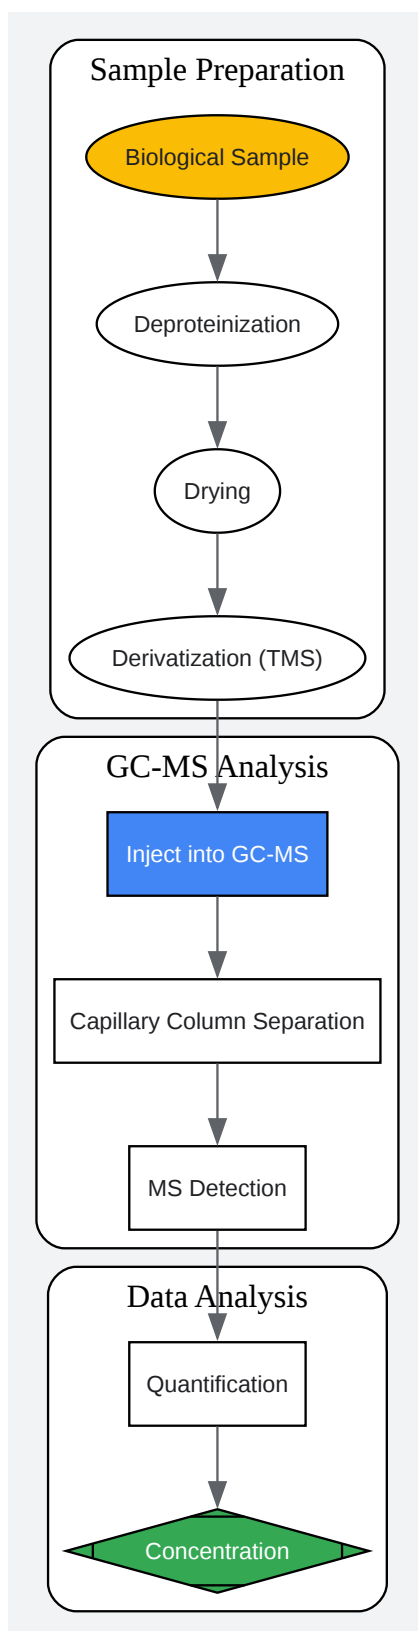 Sample Preparation
Biological Sample
Deproteinization
Drying
Derivatization (TMS)
GC-MS Analysis
Inject into GC-MS
Capillary Column Separation
MS Detection
Data Analysis
Quantification
Concentration